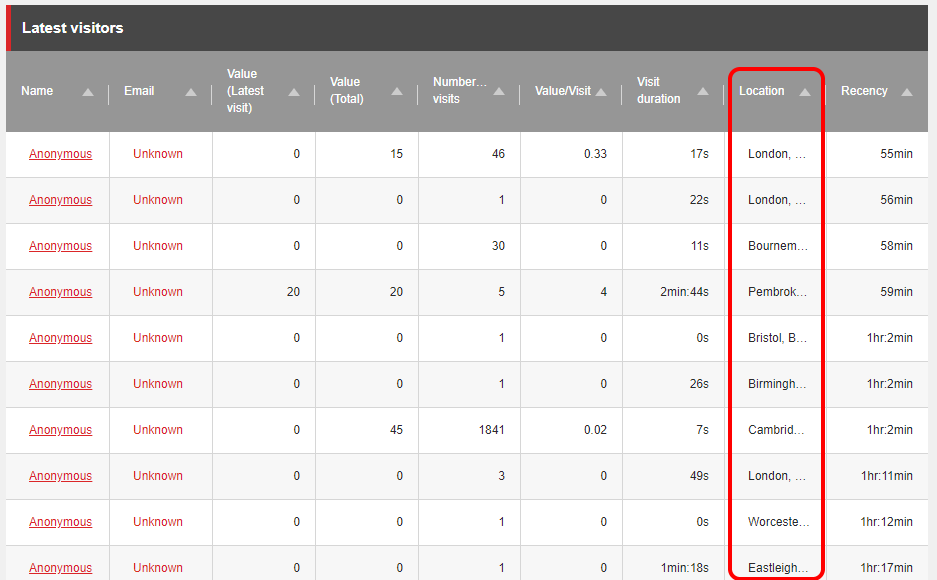 Latest visitors
Name Email Value (Latest visit) Value (Total) Number... visits Value/Visit Visit duration Location Recency
Anonymous Unknown 0 15 46 0.33 17s London, ... 55min
Anonymous Unknown 0 0 1 0 22s London, ... 56min
Anonymous Unknown 0 0 30 0 11s Bournem... 58min
Anonymous Unknown 20 20 5 4 2min:44s Pembrok... 59min
Anonymous Unknown 0 0 1 0 0s Bristol, B... 1hr:2min
Anonymous Unknown 0 0 1 0 26s Birmingh... 1hr:2min
Anonymous Unknown 0 45 1841 0.02 7s Cambrid... 1hr:2min
Anonymous Unknown 0 0 3 0 49s London, ... 1hr:11min
Anonymous Unknown 0 0 1 0 0s Worceste... 1hr:12min
Anonymous Unknown 0 0 1 0 1min:18s Eastleigh... 1hr:17min